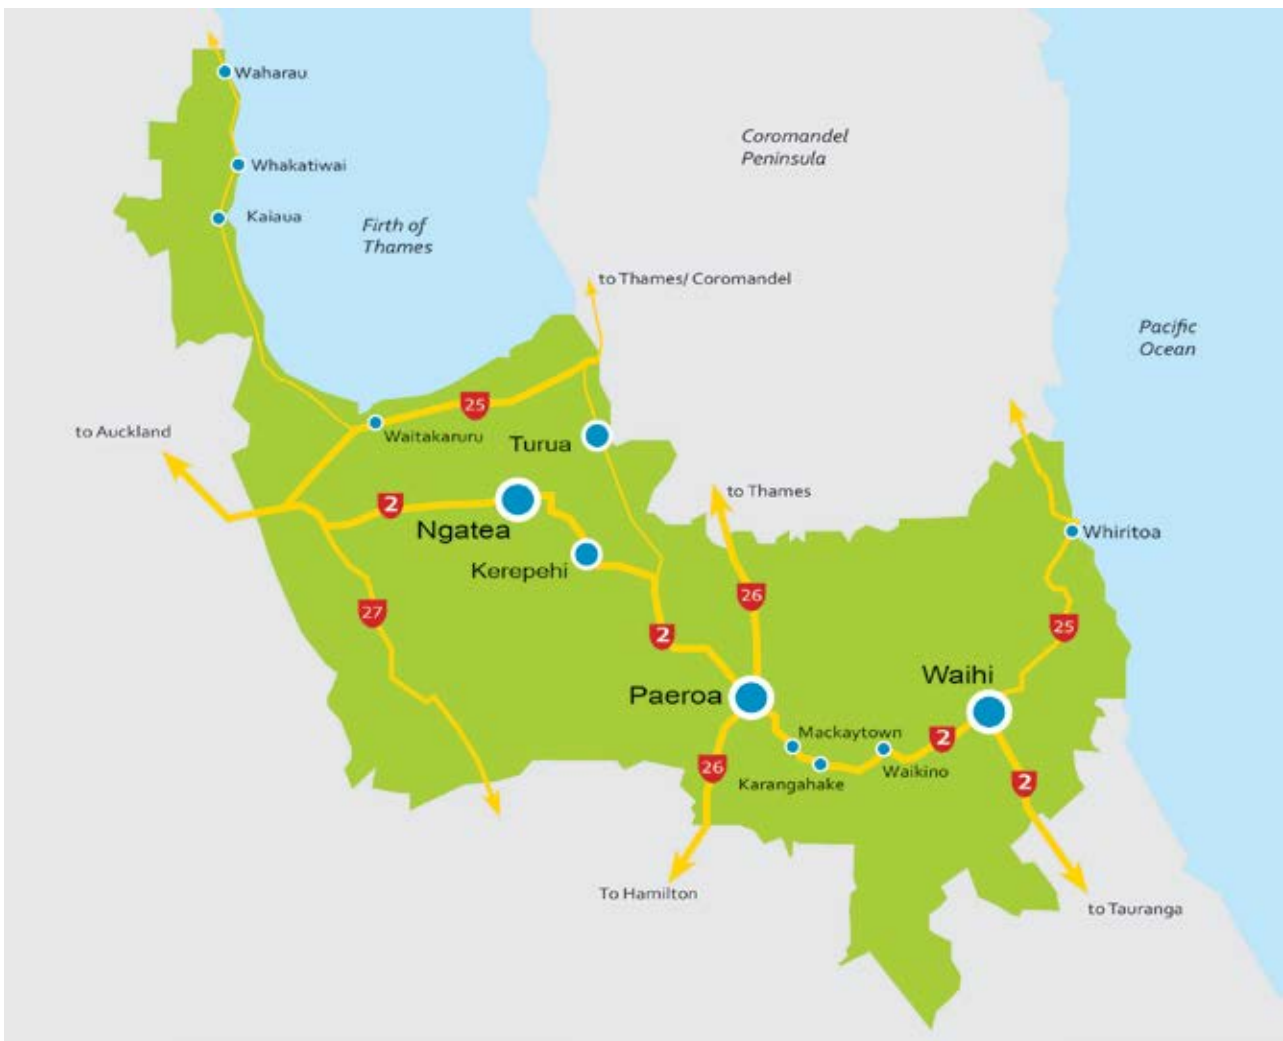 Waharau
Coromandel
Peninsula
Whakatiwai
Kaiaua
Firth of
Thames
to Thames/ Coromandel
Pacific
Ocean
25
to Auckland
Waitakaruru
Turua
2
Ngatea
to Thames
Whiritoa
Kerepehi
26
27
25
2
Waihi
Paeroa
Mackaytown
2
26
Karangahake
Waikino
2
To Hamilton
to Tauranga